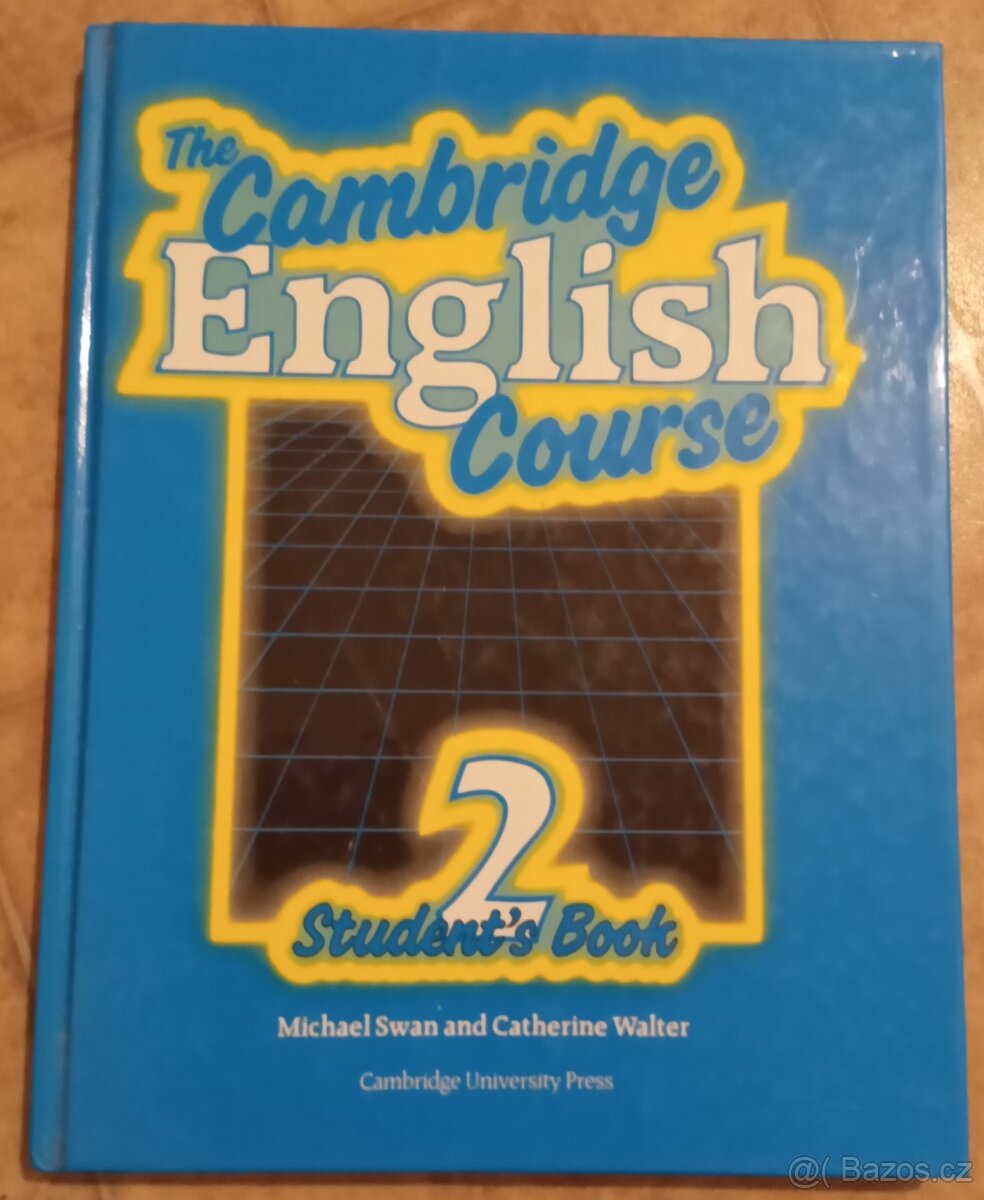 The
Cambridge
English
Course
2
Student's Book
Michael Swan and Catherine Walter
Cambridge University Press
@( Bazos.cz